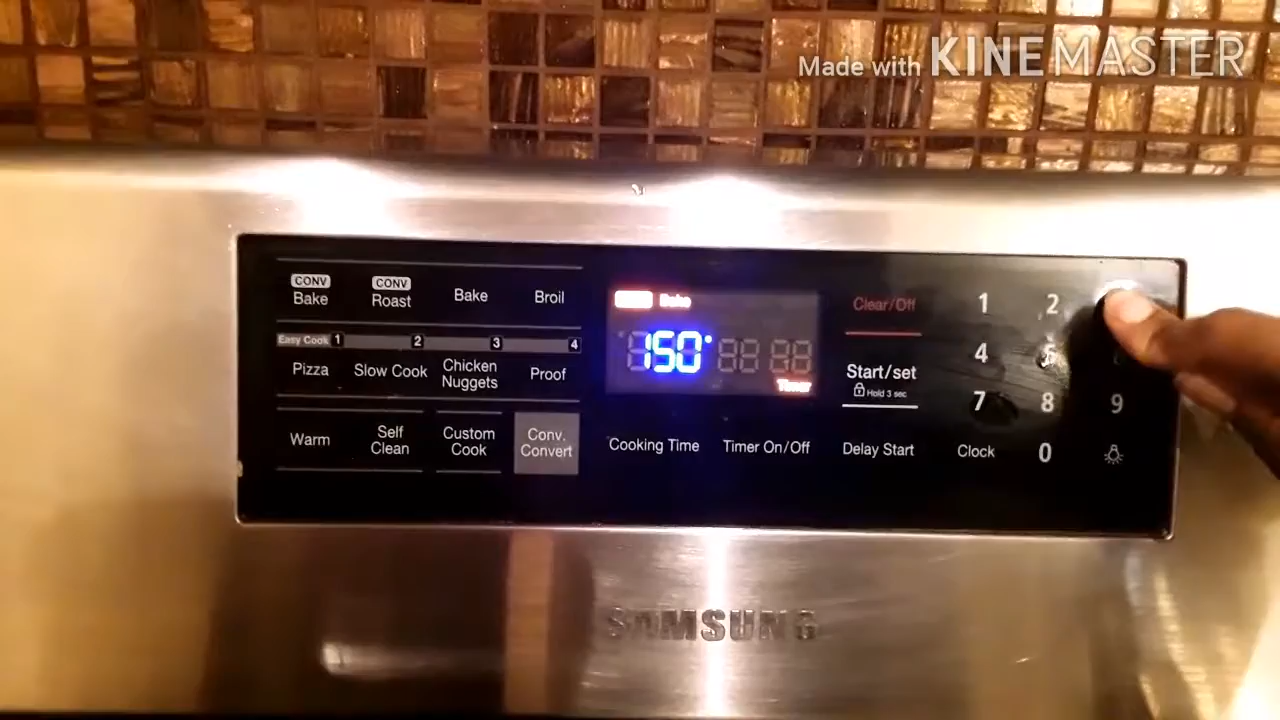 Made with KINEMASTER
CONV
Bake
CONV
Roast
Bake
Broil
Easy Cook 1
2
3
4
Pizza
Slow Cook
Chicken
Nuggets
Proof
Warm
Self
Clean
Custom
Cook
Conv.
Convert
Bake
150°
Timer
Cooking Time
Timer On/Off
Clear/Off
Start/set
Hold 3 sec
Delay Start
1 2
4
7 8 9
Clock
0
SAMSUNG